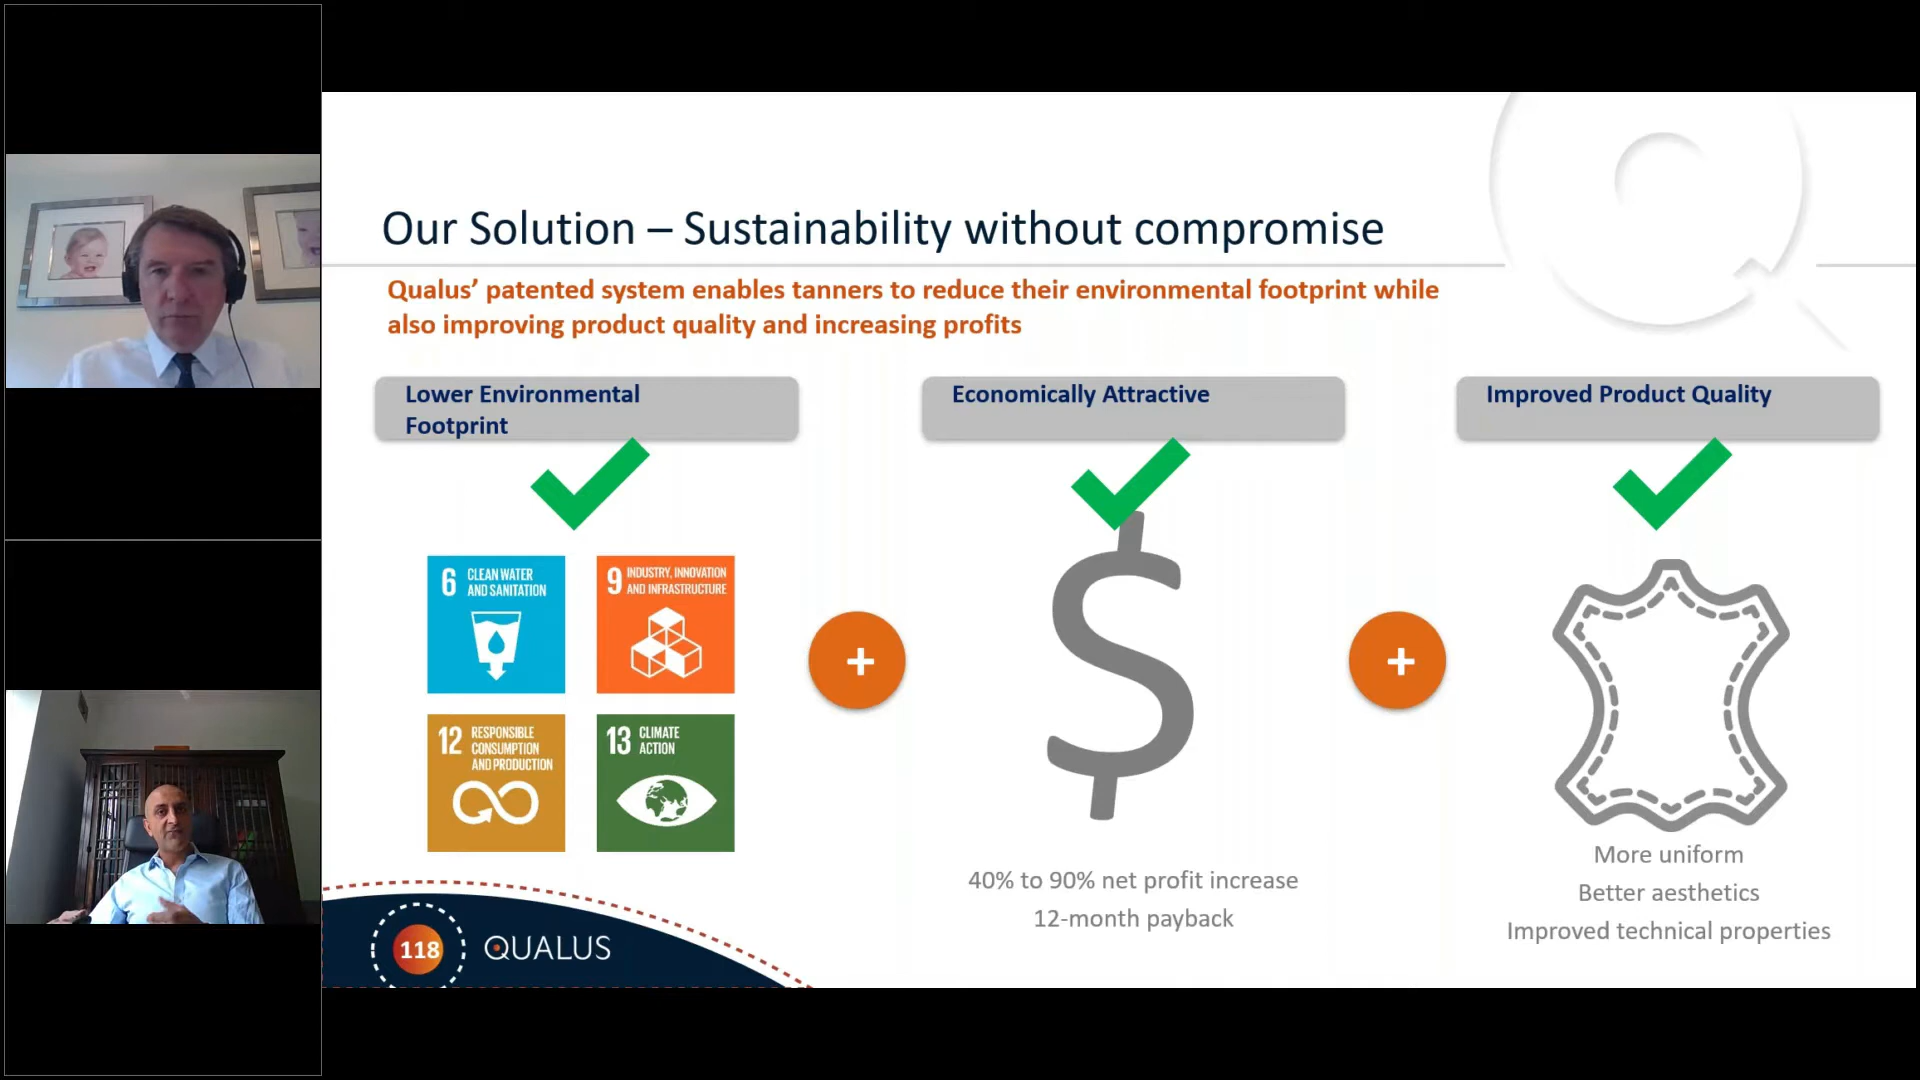 Our Solution – Sustainability without compromise
Qualus’ patented system enables tanners to reduce their environmental footprint while
also improving product quality and increasing profits
Lower Environmental
Footprint
Economically Attractive
Improved Product Quality
6 CLEAN WATER
AND SANITATION
9 INDUSTRY, INNOVATION
AND INFRASTRUCTURE
12 RESPONSIBLE
CONSUMPTION
AND PRODUCTION
13 CLIMATE
ACTION
+
$
+
40% to 90% net profit increase
12-month payback
More uniform
Better aesthetics
Improved technical properties
118
QUALUS